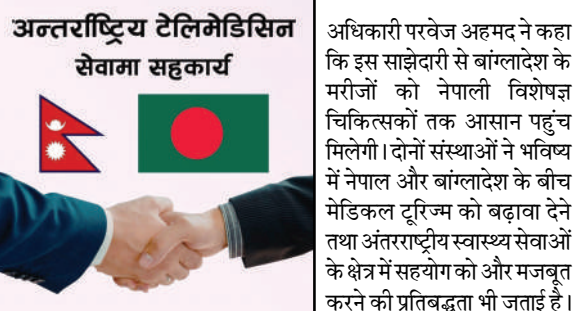 अन्तर्राष्ट्रिय टेलिमेडिसिन
सेवामा सहकार्य
अधिकारी परवेज अहमद ने कहा
कि इस साझेदारी से बांग्लादेश के
मरीजों को नेपाली विशेषज्ञ
चिकित्सकों तक आसान पहुंच
मिलेगी। दोनों संस्थाओं ने भविष्य
में नेपाल और बांग्लादेश के बीच
मेडिकल टूरिज्म को बढ़ावा देने
तथा अंतरराष्ट्रीय स्वास्थ्य सेवाओं
के क्षेत्र में सहयोग को और मजबूत
करने की प्रतिबद्धता भी जताई है।